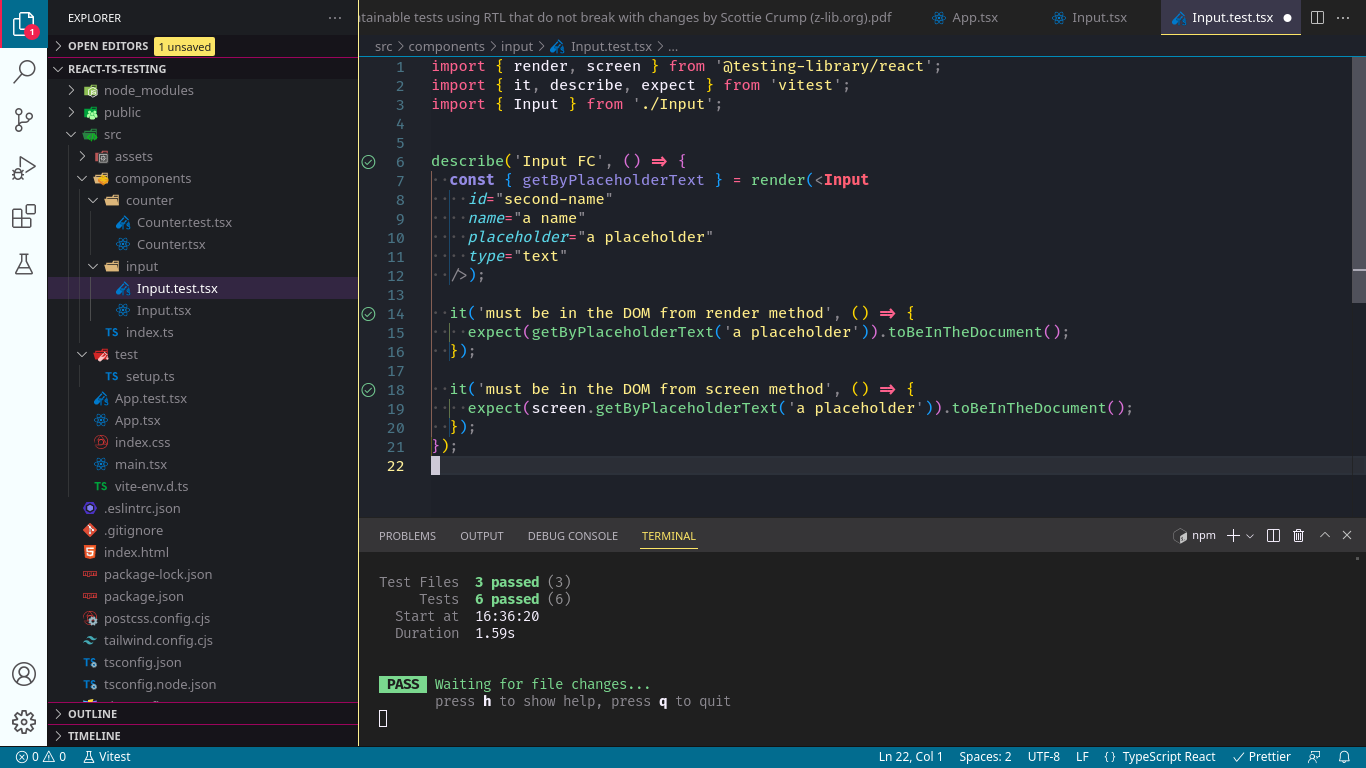 EXPLORER
OPEN EDITORS 1 unsaved
REACT-TS-TESTING
node_modules
public
src
assets
components
counter
Counter.test.tsx
Counter.tsx
input
Input.test.tsx
Input.tsx
TS index.ts
test
TS setup.ts
App.test.tsx
App.tsx
index.css
main.tsx
TS vite-env.d.ts
.eslintrc.json
.gitignore
index.html
package-lock.json
package.json
postcss.config.cjs
tailwind.config.cjs
tsconfig.json
tsconfig.node.json
OUTLINE
TIMELINE
1
tainable tests using RTL that do not break with changes by Scottie Crump (z-lib.org).pdf
App.tsx
Input.tsx
Input.test.tsx
src > components > input > Input.test.tsx > ...
1 import { render, screen } from '@testing-library/react';
2 import { it, describe, expect } from 'vitest';
3 import { Input } from './Input';
4
5
6 describe('Input FC', () => {
7 const { getByPlaceholderText } = render(<Input
8 id="second-name"
9 name="a name"
10 placeholder="a placeholder"
11 type="text"
12 />);
13
14 it('must be in the DOM from render method', () => {
15 expect(getByPlaceholderText('a placeholder')).toBeInTheDocument();
16 });
17
18 it('must be in the DOM from screen method', () => {
19 expect(screen.getByPlaceholderText('a placeholder')).toBeInTheDocument();
20 });
21 });
22
PROBLEMS OUTPUT DEBUG CONSOLE TERMINAL
npm
Test Files 3 passed (3)
Tests 6 passed (6)
Start at 16:36:20
Duration 1.59s
PASS Waiting for file changes...
press h to show help, press q to quit
0 0 Vitest
Ln 22, Col 1 Spaces: 2 UTF-8 LF { } TypeScript React Prettier